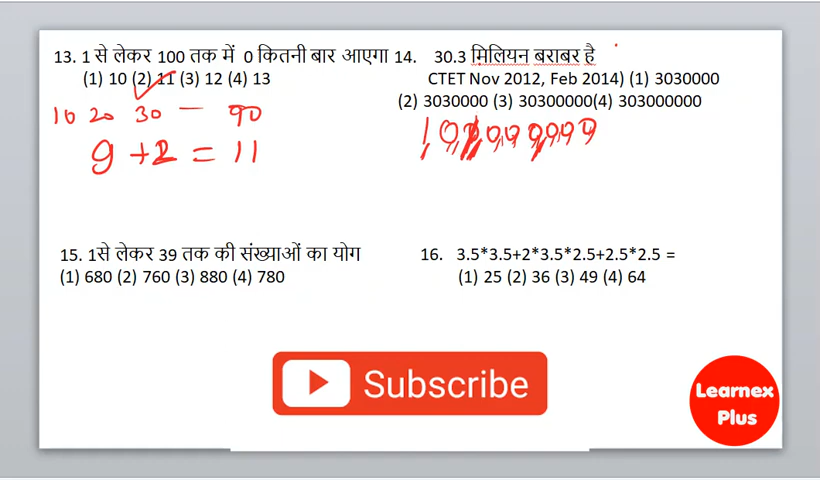 13. 1 से लेकर 100 तक में 0 कितनी बार आएगा
(1) 10 (2) 11 (3) 12 (4) 13
10 20 30 — 90
9 + 2 = 11
14. 30.3 मिलियन बराबर है
CTET Nov 2012, Feb 2014) (1) 3030000
(2) 3030000 (3) 30300000(4) 303000000
15. 1से लेकर 39 तक की संख्याओं का योग
(1) 680 (2) 760 (3) 880 (4) 780
16. 3.5*3.5+2*3.5*2.5+2.5*2.5 =
(1) 25 (2) 36 (3) 49 (4) 64
Subscribe
Learnex
Plus